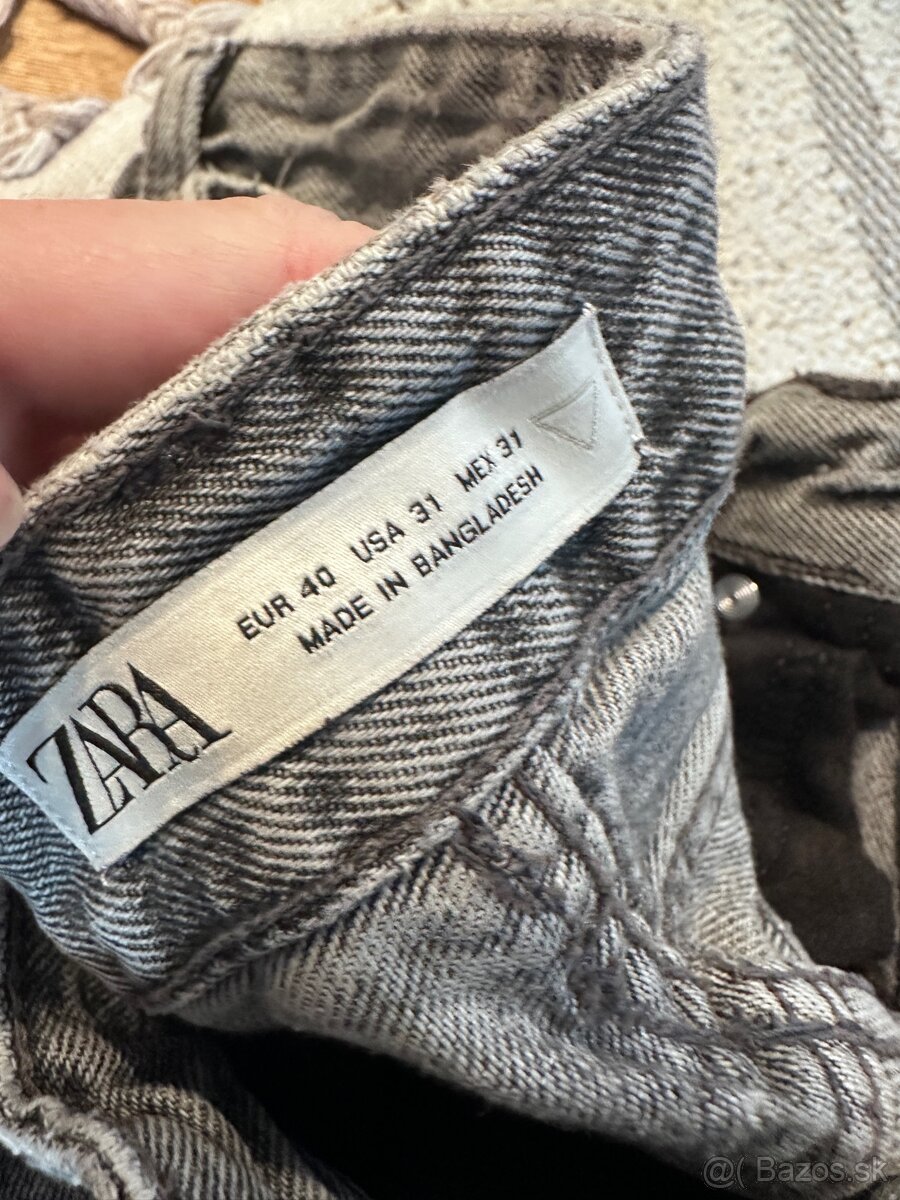 ZARA
EUR 40 USA 31 MEX 31
MADE IN BANGLADESH
@( Bazos.sk